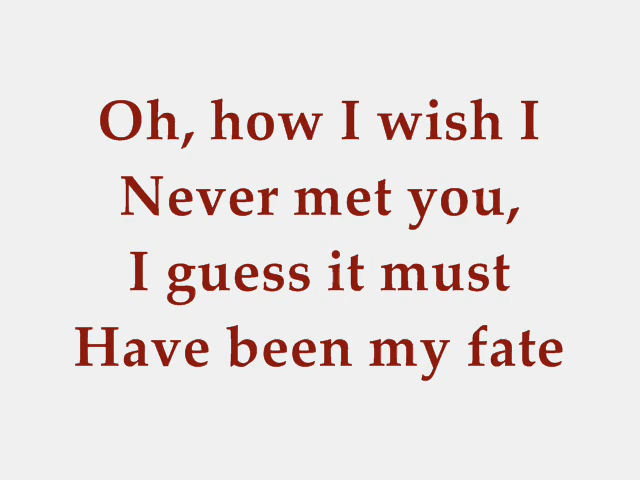 Oh, how I wish I
Never met you,
I guess it must
Have been my fate